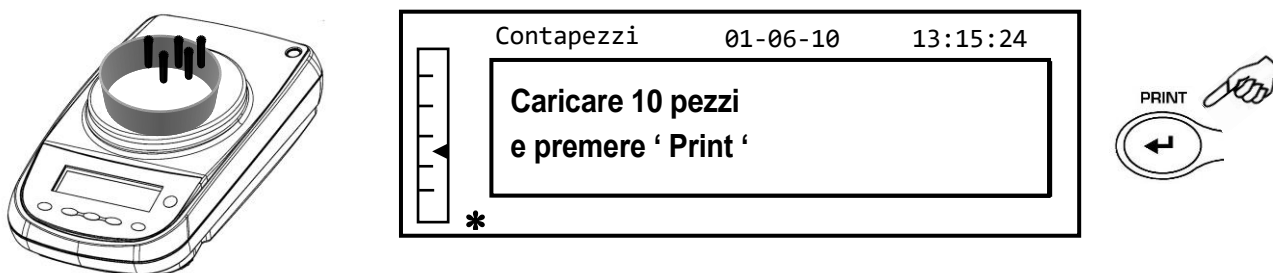 Contapezzi 01-06-10 13:15:24
Caricare 10 pezzi
e premere ‘ Print ‘
*
PRINT